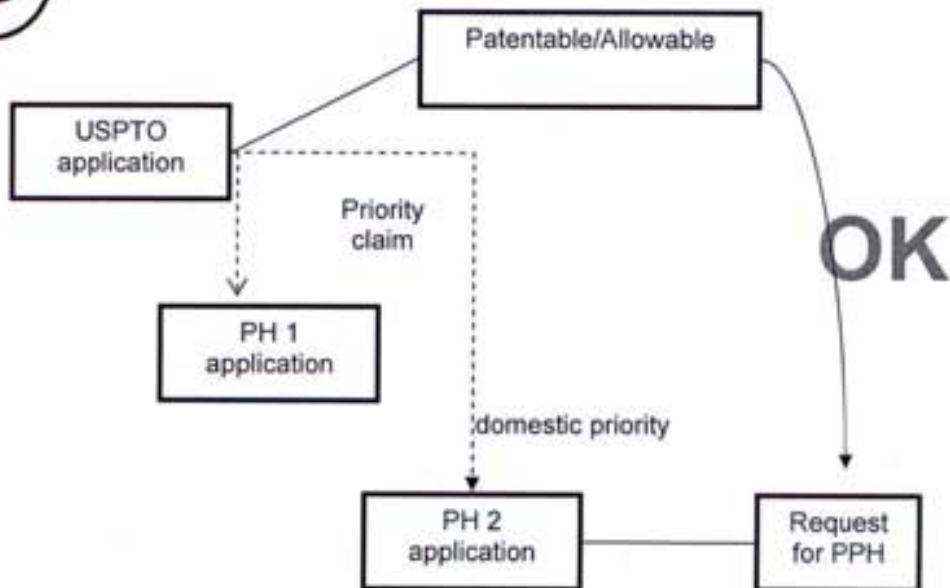 Patentable/Allowable
USPTO
application
Priority
claim
OK
PH 1
application
domestic priority
PH 2
application
Request
for PPH